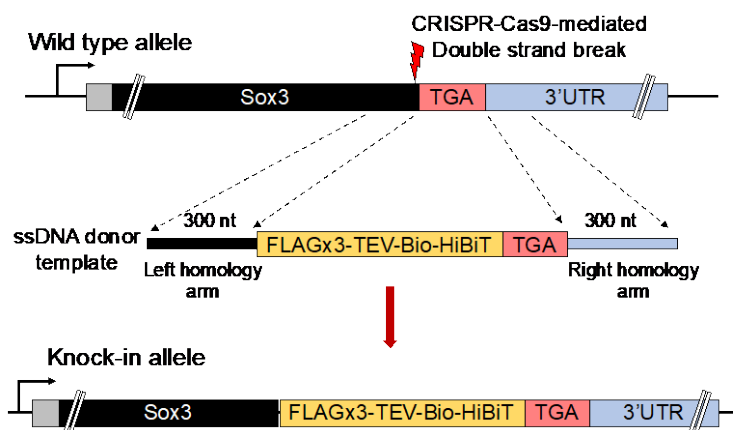 CRISPR-Cas9-mediated
Wild type allele
Double strand break
Sox3
TGA
3'UTR
300 nt
300 nt
ssDNA donor
template
FLAGx3-TEV-Bio-HiBiT
TGA
Left homology
arm
Right homology
arm
Knock-in allele
Sox3
FLAGx3-TEV-Bio-HiBiT
TGA
3'UTR